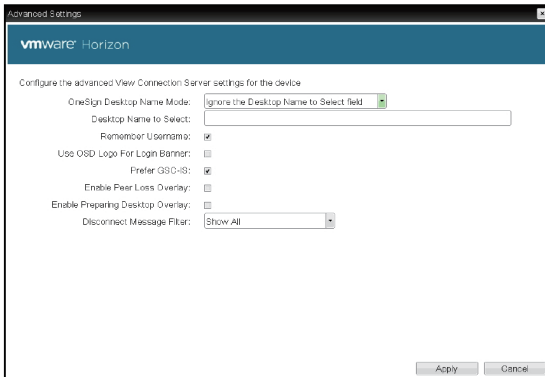 Advanced Settings
vmware Horizon
Configure the advanced View Connection Server settings for the device
OneSign Desktop Name Mode: Ignore the Desktop Name to Select field
Desktop Name to Select:
Remember Username:
Use OSD Logo For Login Banner:
Prefer GSC-IS:
Enable Peer Loss Overlay:
Enable Preparing Desktop Overlay:
Disconnect Message Filter: Show All
Apply Cancel